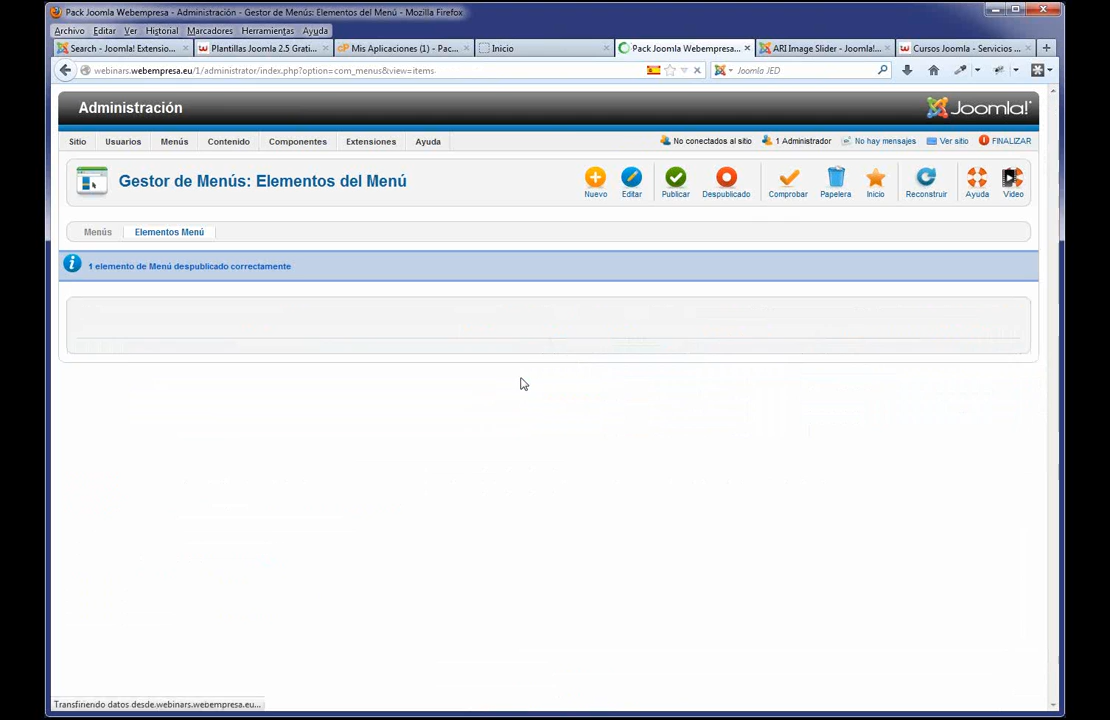 Pack Joomla Webempresa - Administración - Gestor de Menús: Elementos del Menú - Mozilla Firefox
Archivo Editar Ver Historial Marcadores Herramientas Ayuda
Search - Joomla! Extensio... Plantillas Joomla 2.5 Grati... Mis Aplicaciones (1) - Pac... Inicio Pack Joomla Webempresa... ARI Image Slider - Joomla!... Cursos Joomla - Servicios ...
webinars.webempresa.eu/1/administrator/index.php?option=com_menus&view=items Joomla JED
Administración Joomla!
Sitio Usuarios Menús Contenido Componentes Extensiones Ayuda No conectados al sitio 1 Administrador No hay mensajes Ver sitio FINALIZAR
Gestor de Menús: Elementos del Menú
Nuevo Editar Publicar Despublicado Comprobar Papelera Inicio Reconstruir Ayuda Video
Menús Elementos Menú
1 elemento de Menú despublicado correctamente
Transfiriendo datos desde webinars.webempresa.eu...